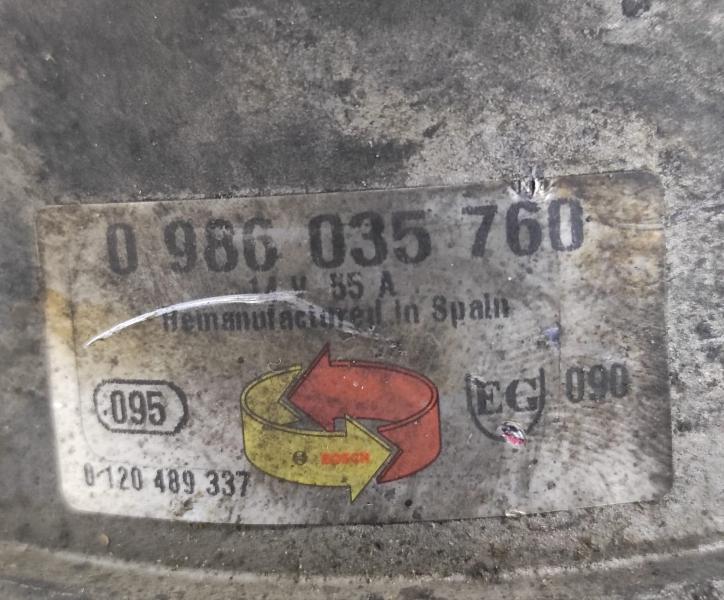 0 986 035 760
14 V 55 A
Remanufactured in Spain
095
EG 090
BOSCH
0 120 489 337